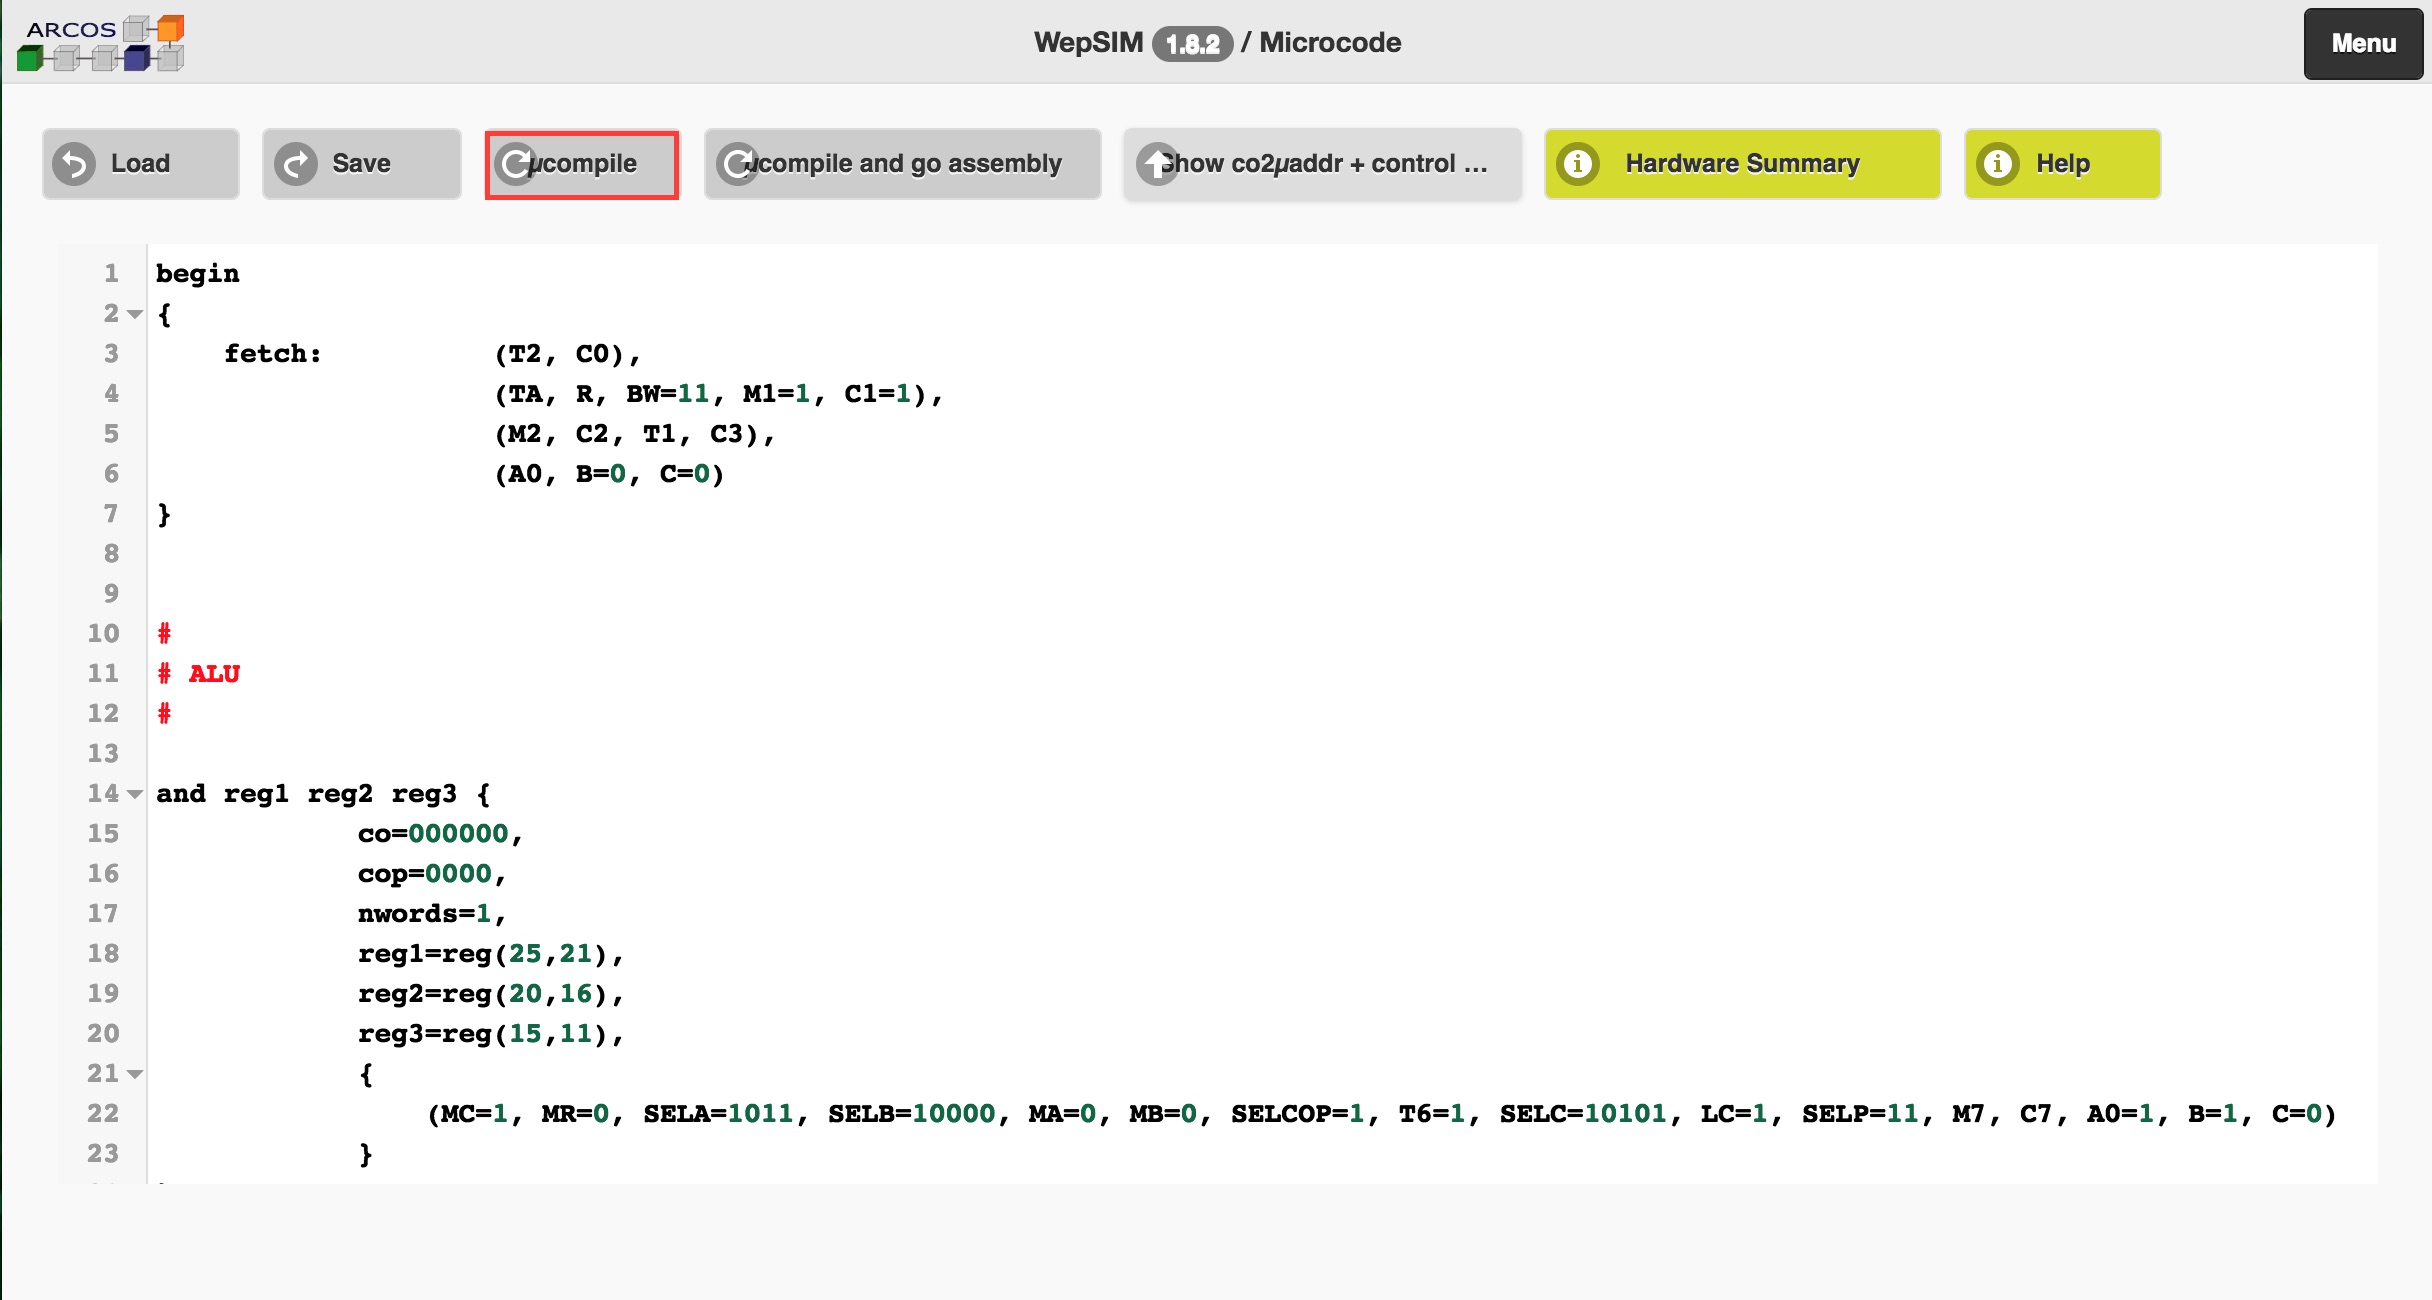 ARCOS
WepSIM 1.8.2 / Microcode
Menu
Load
Save
µcompile
µcompile and go assembly
Show co2µaddr + control ...
Hardware Summary
Help
1 begin
2 {
3 fetch: (T2, C0),
4 (TA, R, BW=11, M1=1, C1=1),
5 (M2, C2, T1, C3),
6 (A0, B=0, C=0)
7 }
8
9
10 #
11 # ALU
12 #
13
14 and reg1 reg2 reg3 {
15 co=000000,
16 cop=0000,
17 nwords=1,
18 reg1=reg(25,21),
19 reg2=reg(20,16),
20 reg3=reg(15,11),
21 {
22 (MC=1, MR=0, SELA=1011, SELB=10000, MA=0, MB=0, SELCOP=1, T6=1, SELC=10101, LC=1, SELP=11, M7, C7, A0=1, B=1, C=0)
23 }